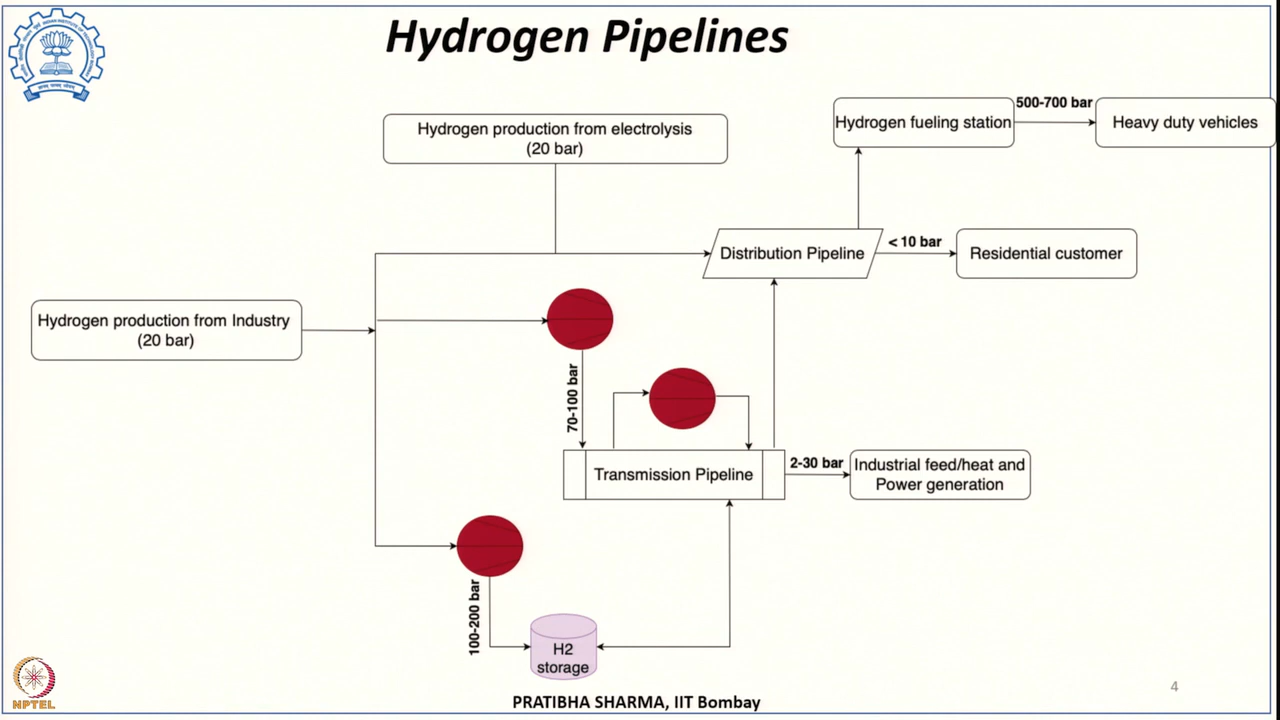 Hydrogen Pipelines
Hydrogen production from electrolysis
(20 bar)
Hydrogen fueling station
500-700 bar
Heavy duty vehicles
Distribution Pipeline
< 10 bar
Residential customer
Hydrogen production from Industry
(20 bar)
70-100 bar
Transmission Pipeline
2-30 bar
Industrial feed/heat and
Power generation
100-200 bar
H2
storage
4
NPTEL
PRATIBHA SHARMA, IIT Bombay